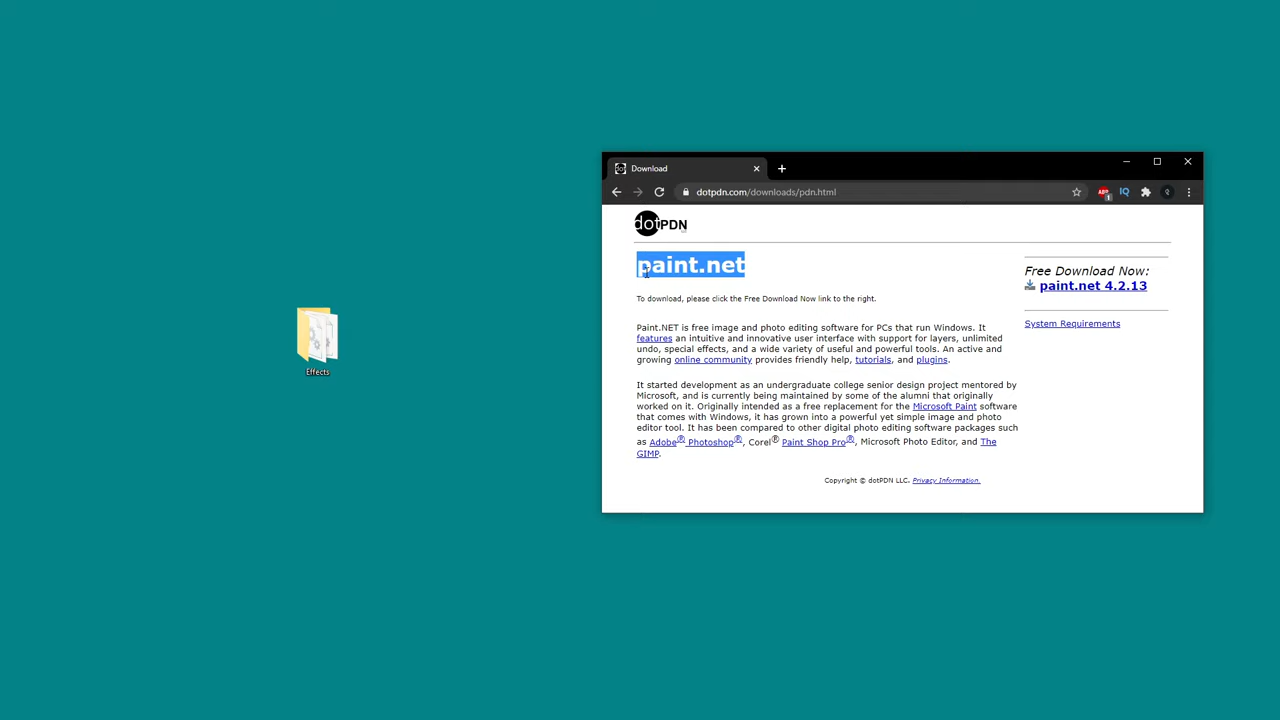 Download
dotpdn.com/downloads/pdn.html
ABP
1
IQ
dotPDN
paint.net
To download, please click the Free Download Now link to the right.
Free Download Now:
paint.net 4.2.13
System Requirements
Paint.NET is free image and photo editing software for PCs that run Windows. It
features an intuitive and innovative user interface with support for layers, unlimited
undo, special effects, and a wide variety of useful and powerful tools. An active and
growing online community provides friendly help, tutorials, and plugins.
It started development as an undergraduate college senior design project mentored by
Microsoft, and is currently being maintained by some of the alumni that originally
worked on it. Originally intended as a free replacement for the Microsoft Paint software
that comes with Windows, it has grown into a powerful yet simple image and photo
editor tool. It has been compared to other digital photo editing software packages such
as Adobe® Photoshop®, Corel® Paint Shop Pro®, Microsoft Photo Editor, and The
GIMP.
Copyright © dotPDN LLC. Privacy Information.
Effects